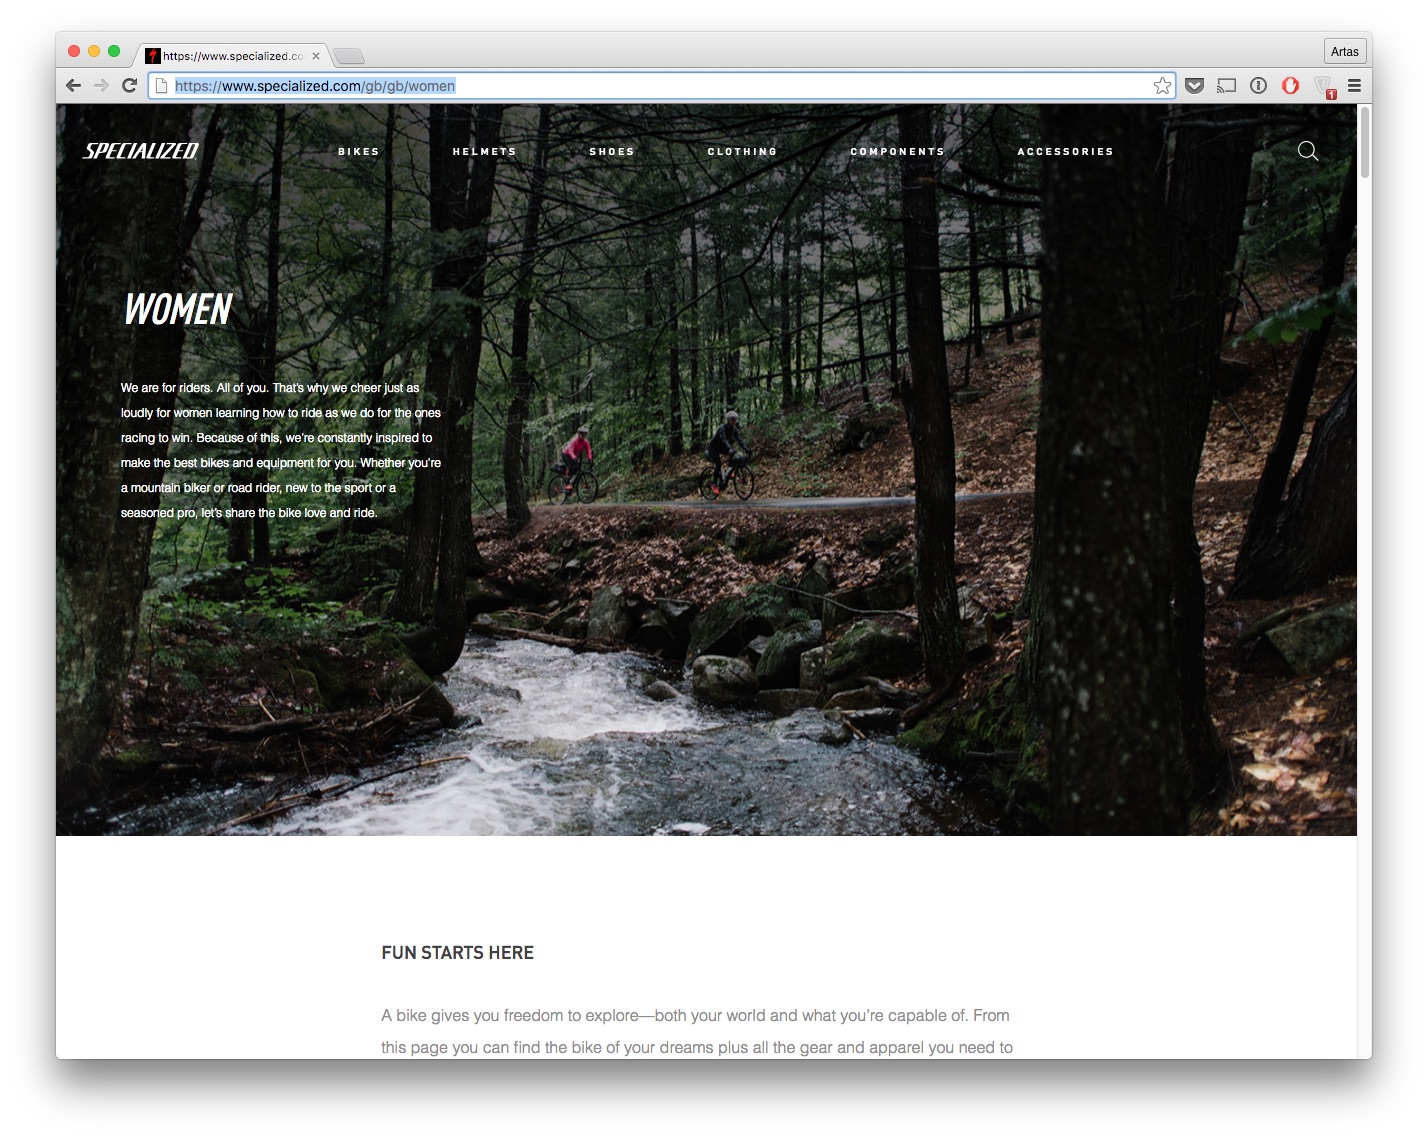 https://www.specialized.co
Artas
https://www.specialized.com/gb/gb/women
1
SPECIALIZED
BIKES
HELMETS
SHOES
CLOTHING
COMPONENTS
ACCESSORIES
WOMEN
We are for riders. All of you. That's why we cheer just as
loudly for women learning how to ride as we do for the ones
racing to win. Because of this, we're constantly inspired to
make the best bikes and equipment for you. Whether you're
a mountain biker or road rider, new to the sport or a
seasoned pro, let's share the bike love and ride.
FUN STARTS HERE
A bike gives you freedom to explore—both your world and what you're capable of. From
this page you can find the bike of your dreams plus all the gear and apparel you need to